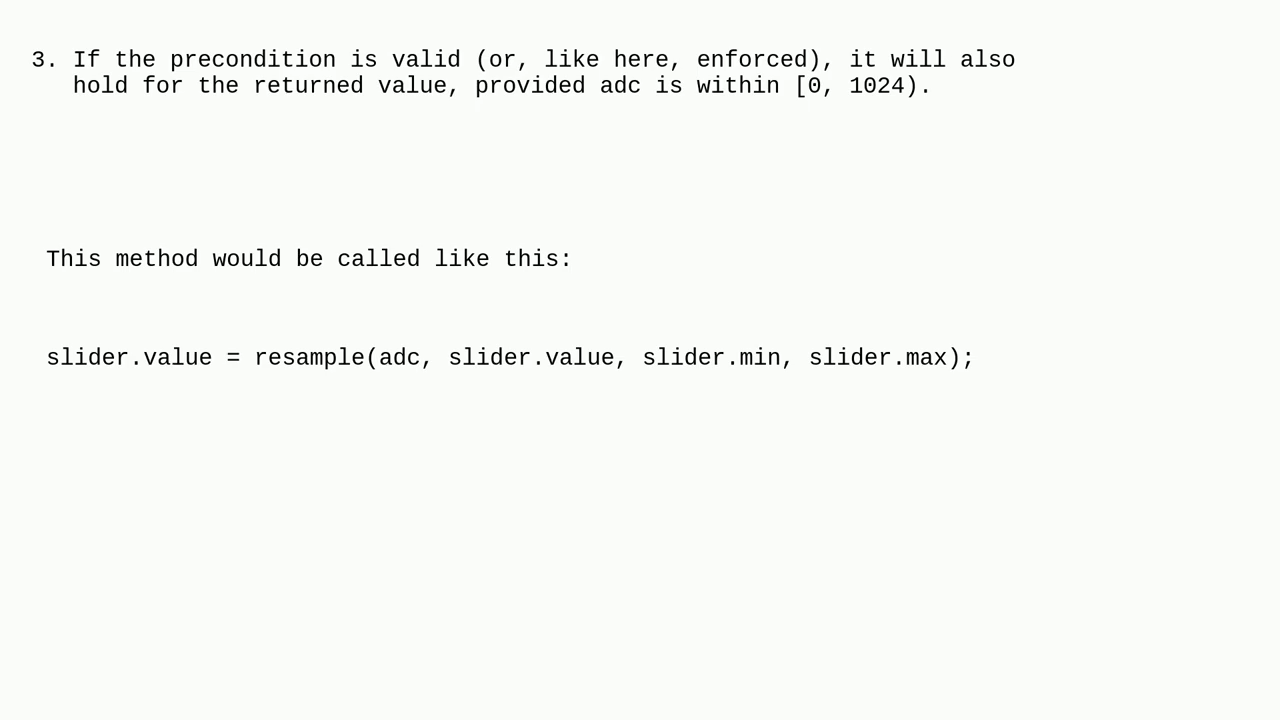 3. If the precondition is valid (or, like here, enforced), it will also
hold for the returned value, provided adc is within [0, 1024).
This method would be called like this:
slider.value = resample(adc, slider.value, slider.min, slider.max);